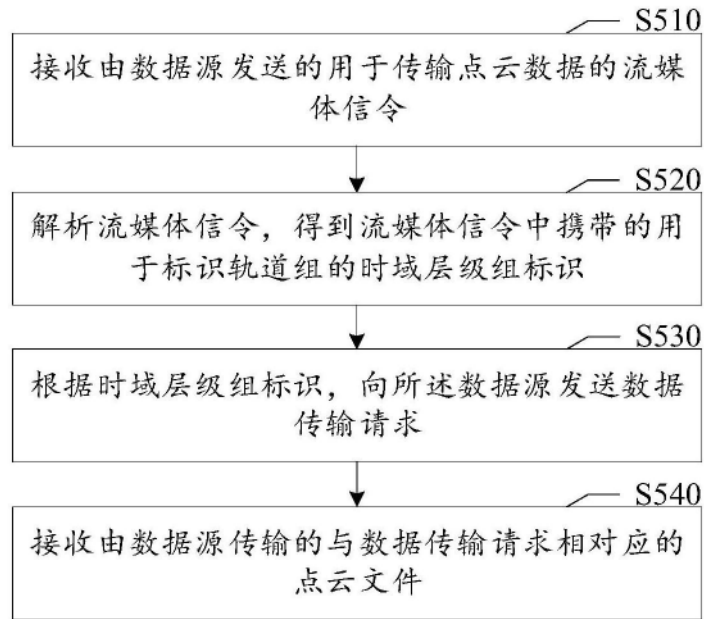 S510
接收由数据源发送的用于传输点云数据的流媒
体信令
S520
解析流媒体信令，得到流媒体信令中携带的用
于标识轨道组的时域层级组标识
S530
根据时域层级组标识，向所述数据源发送数据
传输请求
S540
接收由数据源传输的与数据传输请求相对应的
点云文件